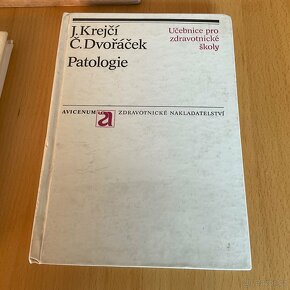 J. Krejčí
Č. Dvořáček
Patologie
Učebnice pro
zdravotnické
školy
AVICENUM
ZDRAVOTNICKÉ NAKLADATELSTVÍ